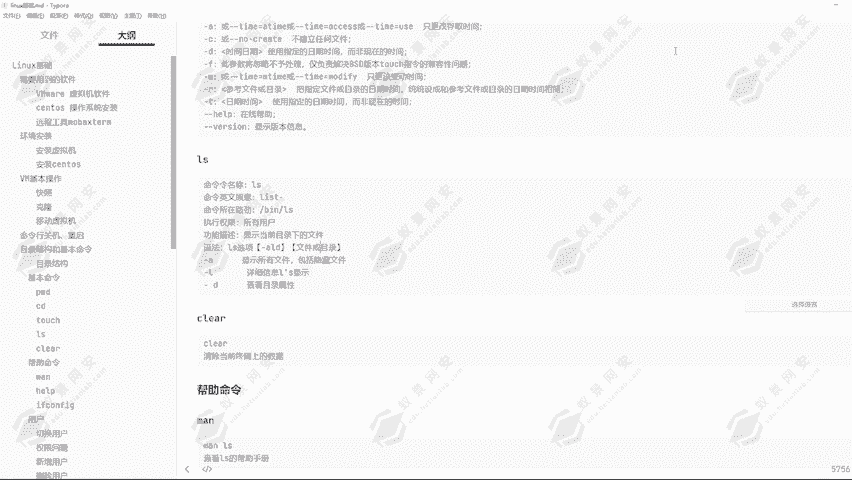 linux基础.md - Typora
文件(F) 编辑(E) 段落(P) 格式(O) 视图(V) 主题(T) 帮助(H)
文件 大纲
Linux基础
需要用到的软件
VMware 虚拟机软件
centos 操作系统安装
远程工具mobaxterm
环境安装
安装虚拟机
安装centos
VM基本操作
快照
克隆
移动虚拟机
命令行关机、重启
目录结构和基本命令
目录结构
基本命令
pwd
cd
touch
ls
clear
帮助命令
man
help
ifconfig
用户
切换用户
权限问题
新增用户
删除用户
-a: 或--time=atime或--time=access或--time=use 只更改存取时间;
-c: 或--no-create 不建立任何文件;
-d: <时间日期> 使用指定的日期时间, 而非现在的时间;
-f: 此参数将忽略不予处理, 仅负责解决BSD版本touch指令的兼容性问题;
-m: 或--time=mtime或--time=modify 只更改变动时间;
-r: <参考文件或目录> 把指定文件或目录的日期时间, 统统设成和参考文件或目录的日期时间相同;
-t: <日期时间> 使用指定的日期时间, 而非现在的时间;
--help: 在线帮助;
--version: 显示版本信息。
ls
命令令名称: ls
命令英文原意: list-
命令所在路劲: /bin/ls
执行权限: 所有用户
功能描述: 显示当前目录下的文件
语法: ls选项【-ald】【文件或目录】
-a 显示所有文件, 包括隐藏文件
-l 详细信息l's显示
- d 查看目录属性
clear
clear
清除当前终端上的数据
帮助命令
man
man ls
查看ls的帮助手册
5756
蚁景网安
edu.hetianlab.com